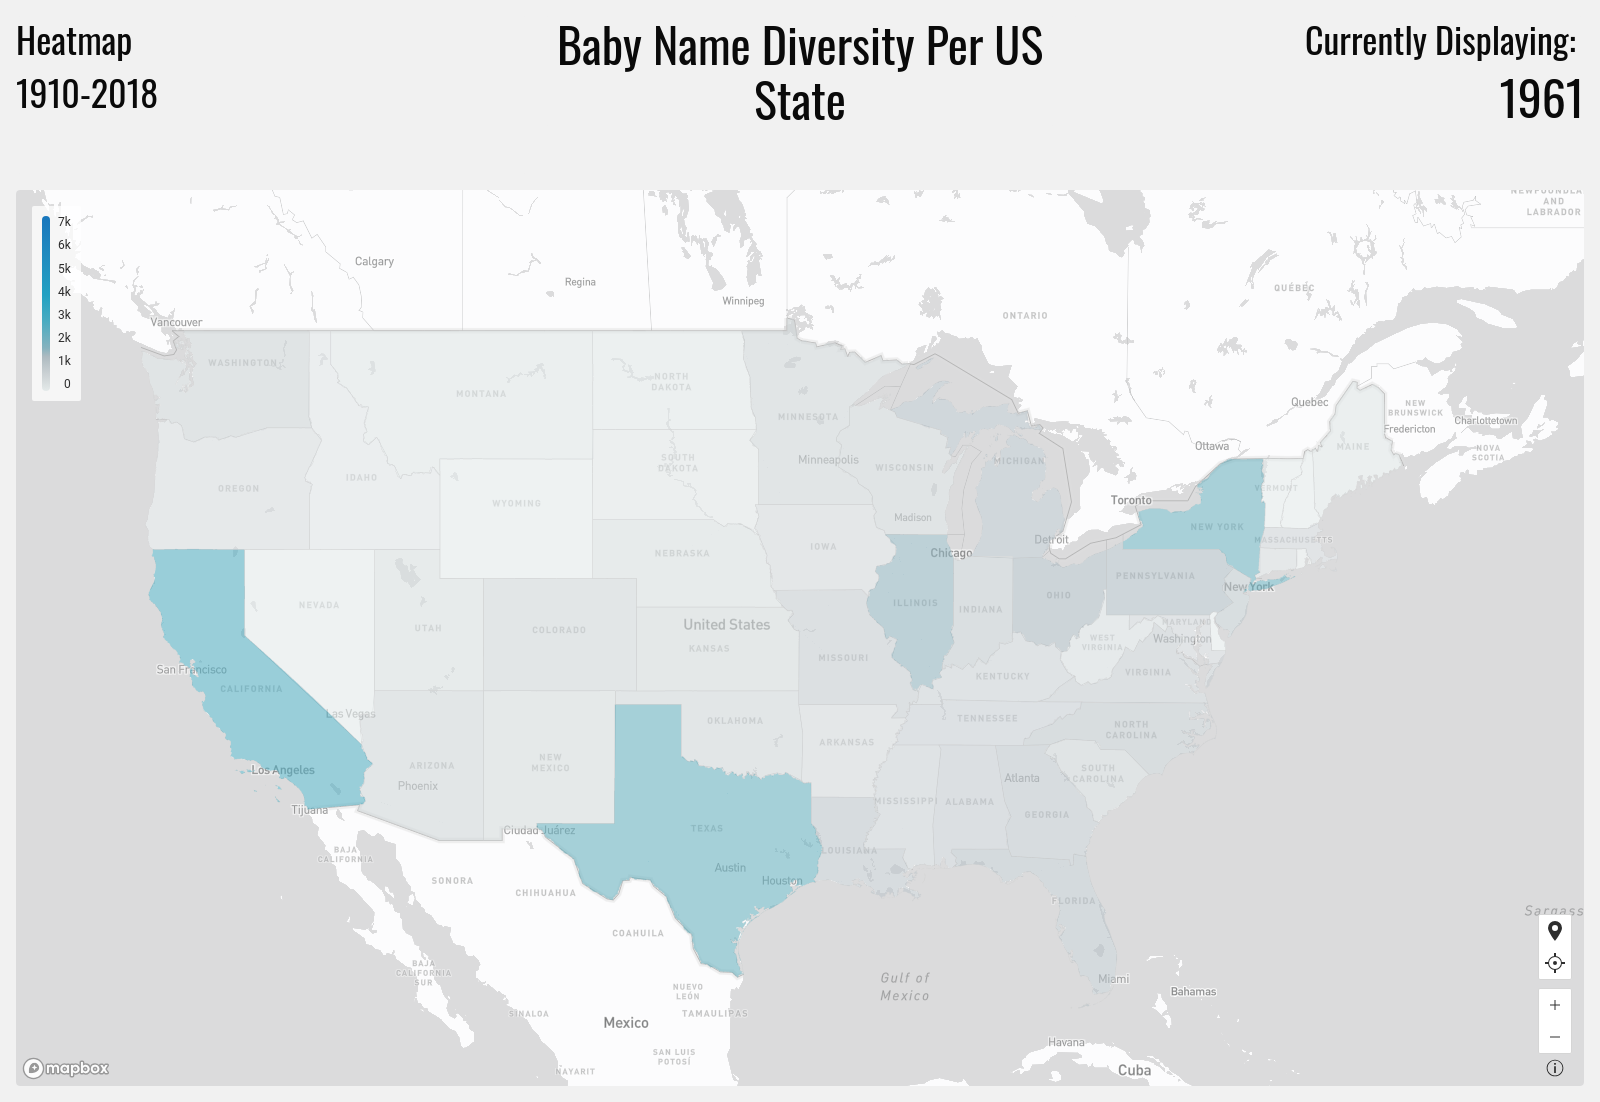 Heatmap
1910-2018
Baby Name Diversity Per US
State
Currently Displaying:
1961
7k
6k
5k
4k
3k
2k
1k
0
NEWFOUNDLA
AND
LABRADOR
Calgary
Regina
Winnipeg
Vancouver
ONTARIO
QUÉBEC
WASHINGTON
MONTANA
NORTH
DAKOTA
MINNESOTA
Quebec
NEW
BRUNSWICK
Fredericton
Charlottetown
NOVA
SCOTIA
Ottawa
MAINE
OREGON
IDAHO
WYOMING
SOUTH
DAKOTA
Minneapolis
WISCONSIN
Madison
MICHIGAN
Detroit
Toronto
VERMONT
NEW YORK
MASSACHUSETTS
NEBRASKA
IOWA
Chicago
PENNSYLVANIA
New York
NEVADA
UTAH
COLORADO
United States
KANSAS
MISSOURI
ILLINOIS
INDIANA
OHIO
WEST
VIRGINIA
MARYLAND
Washington
VIRGINIA
KENTUCKY
San Francisco
CALIFORNIA
Las Vegas
Los Angeles
Tijuana
ARIZONA
Phoenix
NEW
MEXICO
OKLAHOMA
ARKANSAS
TENNESSEE
NORTH
CAROLINA
SOUTH
CAROLINA
Atlanta
MISSISSIPPI
ALABAMA
GEORGIA
Ciudad Juárez
TEXAS
Austin
Houston
LOUISIANA
FLORIDA
Miami
BAJA
CALIFORNIA
SONORA
CHIHUAHUA
COAHUILA
BAJA
CALIFORNIA
SUR
NUEVO
LEÓN
SINALOA
Mexico
TAMAULIPAS
SAN LUIS
POTOSÍ
NAYARIT
Gulf of
Mexico
Sargass
Bahamas
Havana
Cuba
mapbox